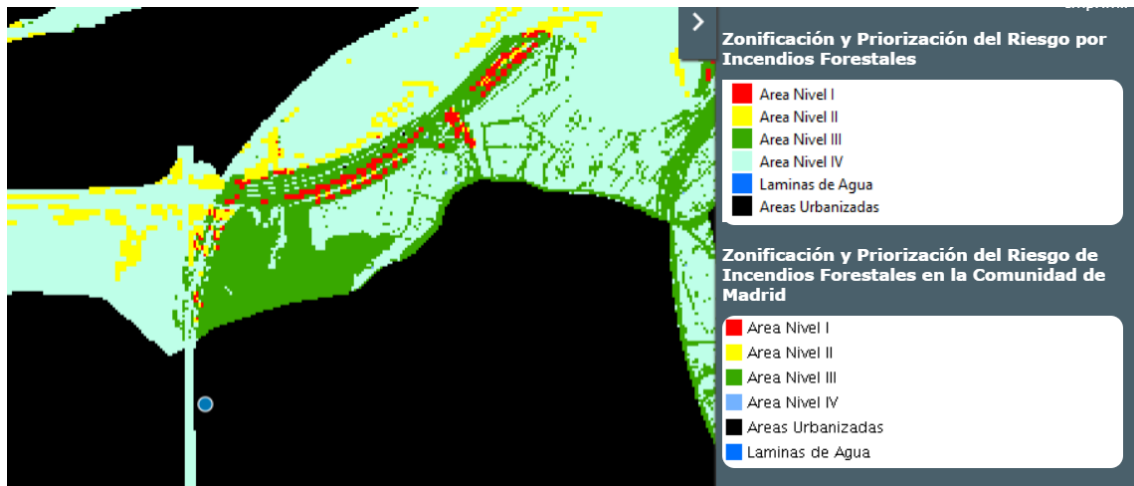 Zonificación y Priorización del Riesgo por
Incendios Forestales
Area Nivel I
Area Nivel II
Area Nivel III
Area Nivel IV
Laminas de Agua
Areas Urbanizadas
Zonificación y Priorización del Riesgo de
Incendios Forestales en la Comunidad de
Madrid
Area Nivel I
Area Nivel II
Area Nivel III
Area Nivel IV
Areas Urbanizadas
Laminas de Agua